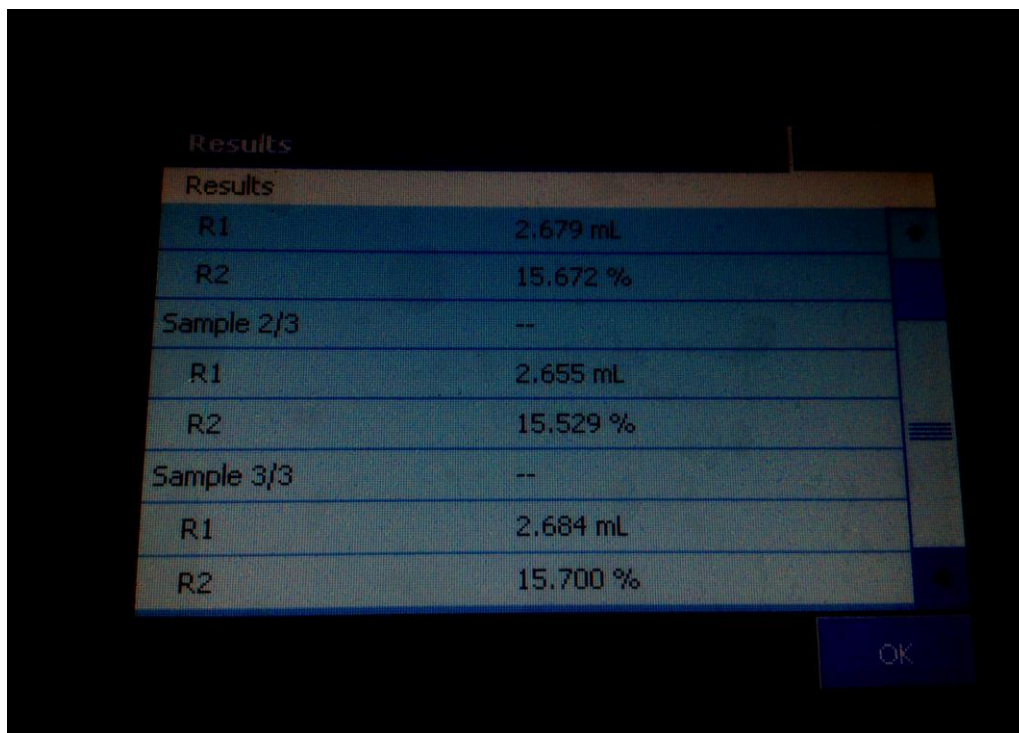 Results
Results
R1 2.679 mL
R2 15.672 %
Sample 2/3 --
R1 2.655 mL
R2 15.529 %
Sample 3/3 --
R1 2.684 mL
R2 15.700 %
OK